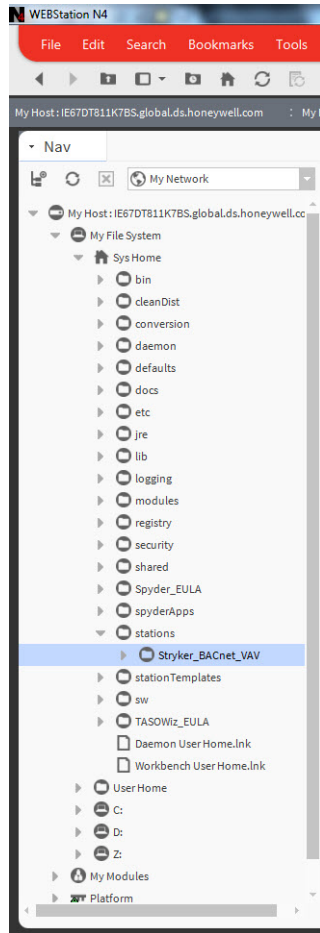 WEBStation N4
File Edit Search Bookmarks Tools
My Host : IE67DT811K7BS.global.ds.honeywell.com : My
Nav
My Network
My Host : IE67DT811K7BS.global.ds.honeywell.cc
My File System
Sys Home
bin
cleanDist
conversion
daemon
defaults
docs
etc
jre
lib
logging
modules
registry
security
shared
Spyder_EULA
spyderApps
stations
Stryker_BACnet_VAV
stationTemplates
sw
TASOWiz_EULA
Daemon User Home.lnk
Workbench User Home.lnk
User Home
C:
D:
Z:
My Modules
Platform